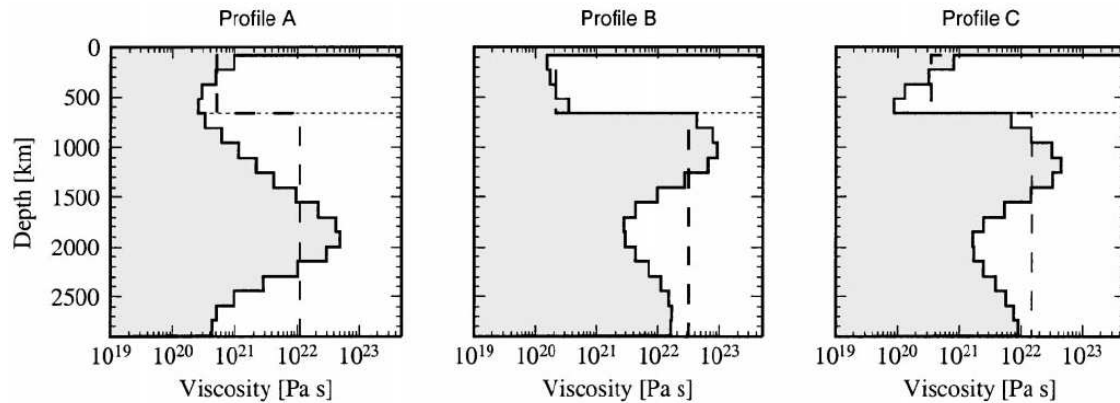 Profile A Profile B Profile C
0
500
1000
1500
2000
2500
Depth [km]
10^19 10^20 10^21 10^22 10^23 10^19 10^20 10^21 10^22 10^23 10^19 10^20 10^21 10^22 10^23
Viscosity [Pa s] Viscosity [Pa s] Viscosity [Pa s]